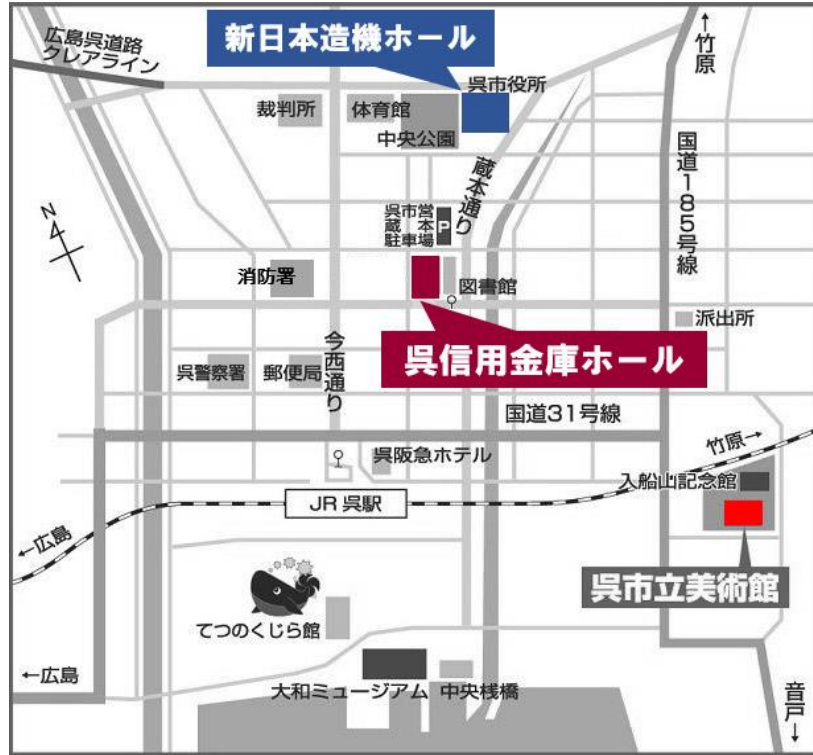 広島呉道路
クレアライン
新日本造機ホール
↑竹原
呉市役所
裁判所
体育館
中央公園
国道185号線
蔵本通り
呉市営
蔵本
駐車場
P
N
消防署
図書館
派出所
呉信用金庫ホール
今西通り
呉警察署
郵便局
国道31号線
竹原→
呉阪急ホテル
入船山記念館
JR 呉駅
←広島
呉市立美術館
てつのくじら館
←広島
大和ミュージアム
中央桟橋
音戸↓